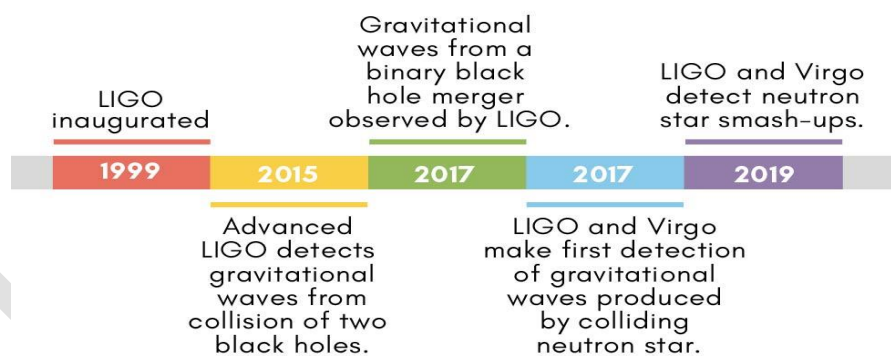 LIGO
inaugurated
1999
Advanced
LIGO detects
gravitational
waves from
collision of two
black holes.
2015
Gravitational
waves from a
binary black
hole merger
observed by LIGO.
2017
LIGO and Virgo
make first detection
of gravitational
waves produced
by colliding
neutron star.
2017
LIGO and Virgo
detect neutron
star smash-ups.
2019